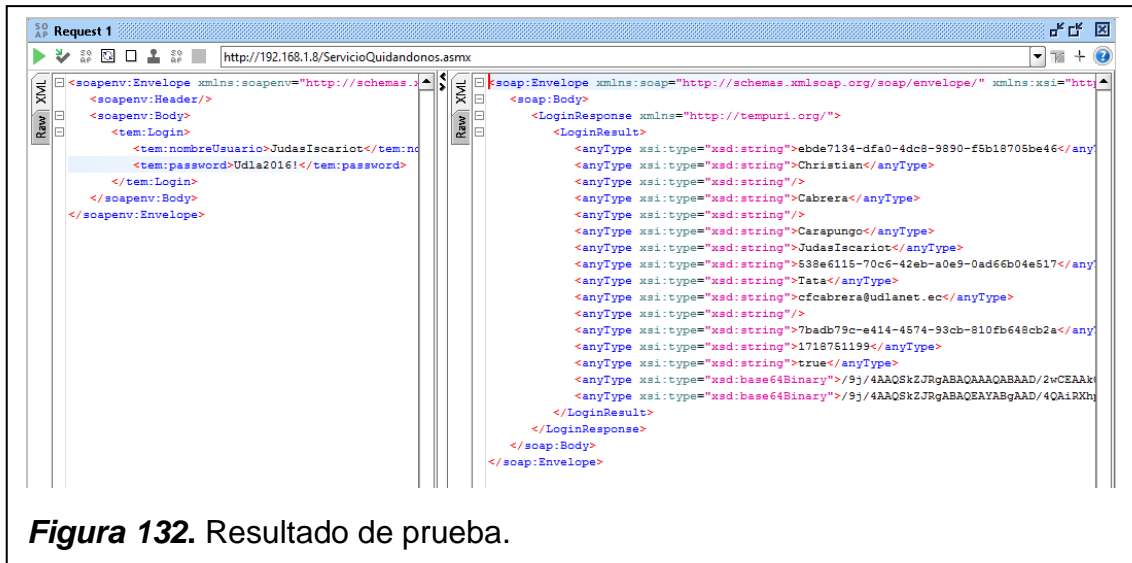 SO AP Request 1
http://192.168.1.8/ServicioQuidandonos.asmx
XML
Raw
<soapenv:Envelope xmlns:soapenv="http://schemas.
<soapenv:Header/>
<soapenv:Body>
<tem:Login>
<tem:nombreUsuario>JudasIscariot</tem:no
<tem:password>Udla2016!</tem:password>
</tem:Login>
</soapenv:Body>
</soapenv:Envelope>
XML
Raw
<soap:Envelope xmlns:soap="http://schemas.xmlsoap.org/soap/envelope/" xmlns:xsi="htt
<soap:Body>
<LoginResponse xmlns="http://tempuri.org/">
<LoginResult>
<anyType xsi:type="xsd:string">ebde7134-dfa0-4dc8-9890-f5b18705be46</any
<anyType xsi:type="xsd:string">Christian</anyType>
<anyType xsi:type="xsd:string"/>
<anyType xsi:type="xsd:string">Cabrera</anyType>
<anyType xsi:type="xsd:string"/>
<anyType xsi:type="xsd:string">Carapungo</anyType>
<anyType xsi:type="xsd:string">JudasIscariot</anyType>
<anyType xsi:type="xsd:string">538e6115-70c6-42eb-a0e9-0ad66b04e517</any
<anyType xsi:type="xsd:string">Tata</anyType>
<anyType xsi:type="xsd:string">cfcabrera@udlanet.ec</anyType>
<anyType xsi:type="xsd:string"/>
<anyType xsi:type="xsd:string">7badb79c-e414-4574-93cb-810fb648cb2a</any
<anyType xsi:type="xsd:string">1718751199</anyType>
<anyType xsi:type="xsd:string">true</anyType>
<anyType xsi:type="xsd:base64Binary">/9j/4AAQSkZJRgABAQAAAQABAAD/2wCEAAk
<anyType xsi:type="xsd:base64Binary">/9j/4AAQSkZJRgABAQEAYABgAAD/4QAiRXh
</LoginResult>
</LoginResponse>
</soap:Body>
</soap:Envelope>
Figura 132. Resultado de prueba.